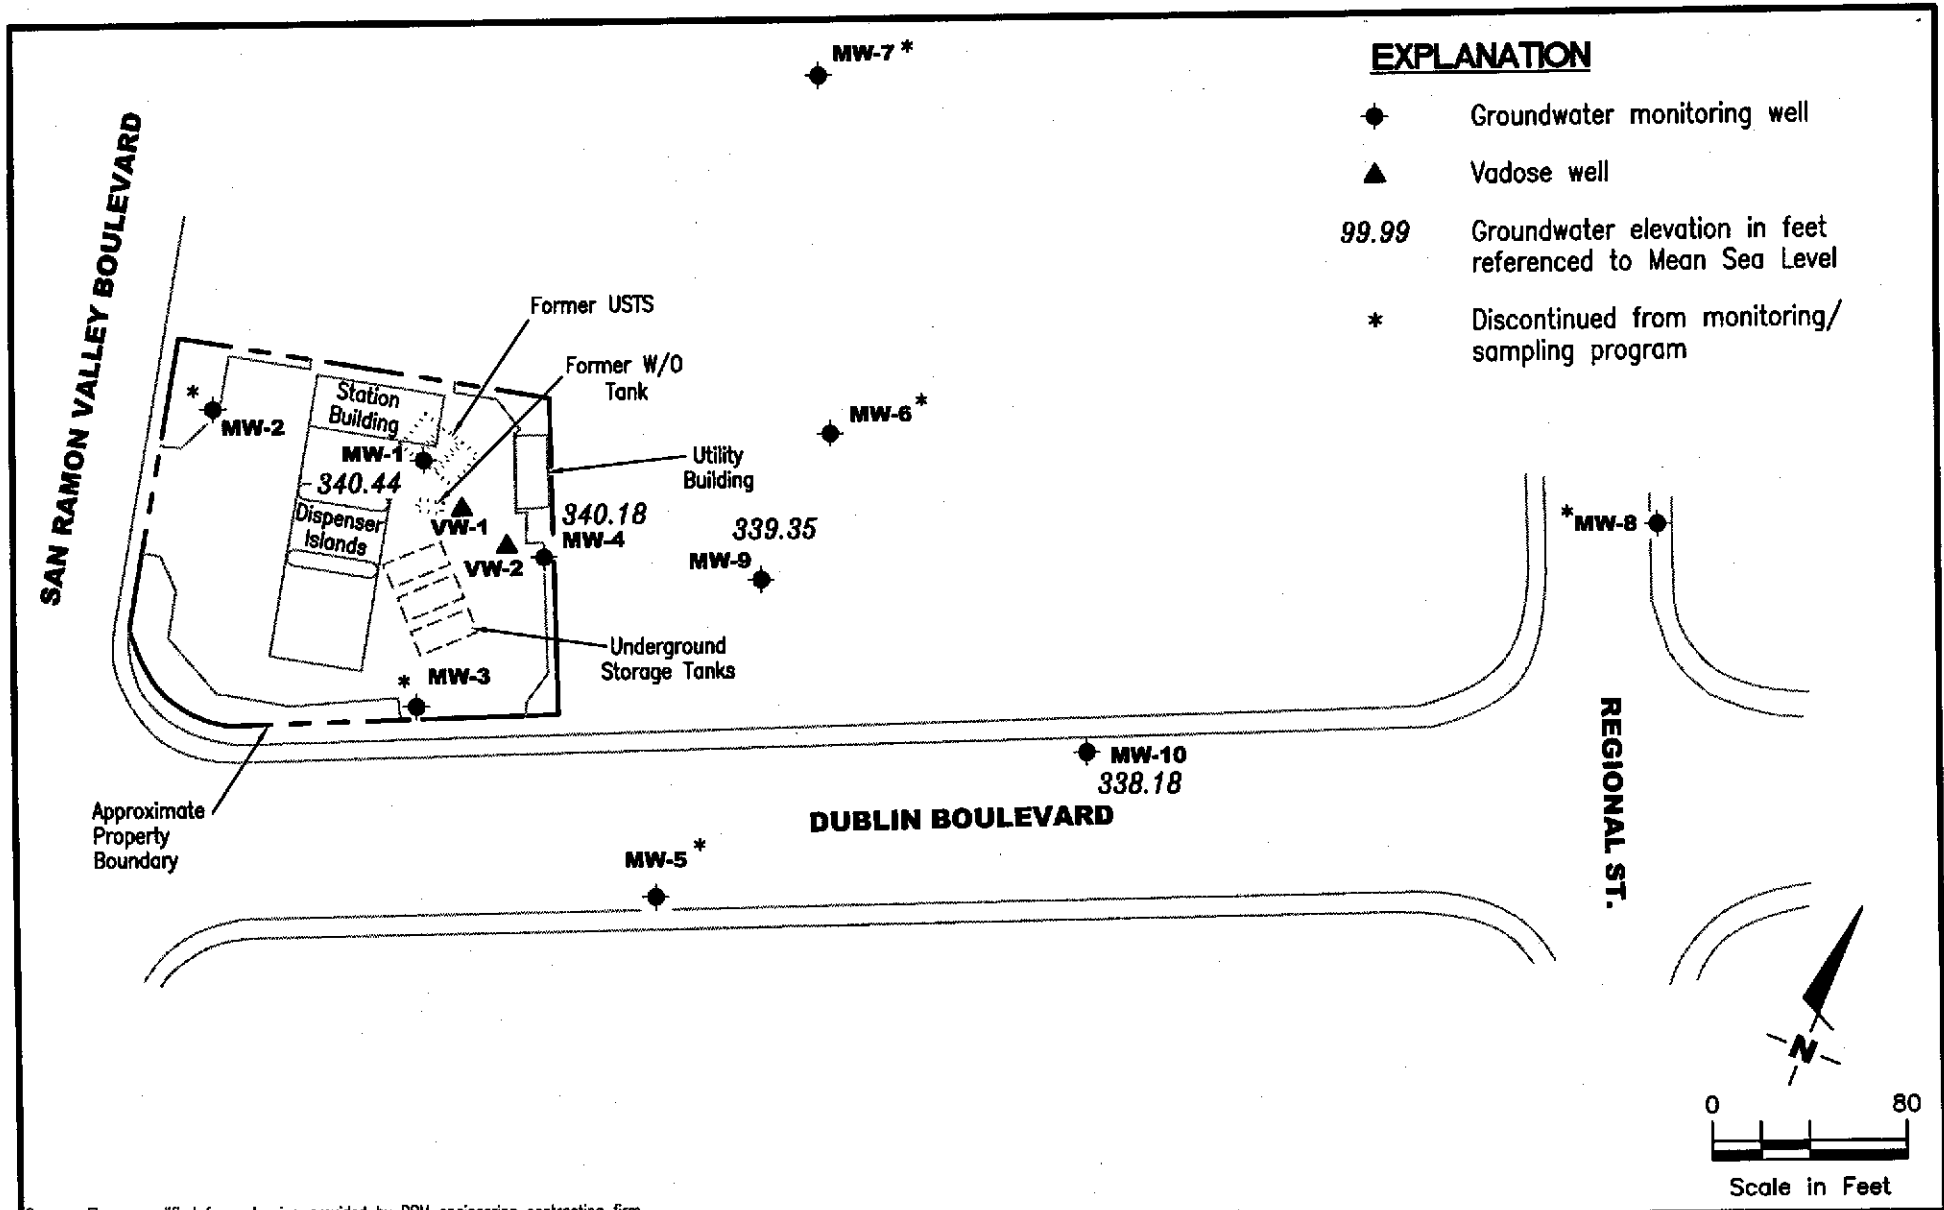 MW-7 *
EXPLANATION
Groundwater monitoring well
Vadose well
99.99
Groundwater elevation in feet
referenced to Mean Sea Level
*
Discontinued from monitoring/
sampling program
SAN RAMON VALLEY BOULEVARD
Former USTS
Former W/O
Tank
*
MW-2
Station
Building
MW-1
340.44
Dispenser
Islands
VW-1
VW-2
Utility
Building
340.18
MW-4
MW-6 *
339.35
MW-9
* MW-8
Underground
Storage Tanks
* MW-3
MW-10
338.18
DUBLIN BOULEVARD
REGIONAL ST.
Approximate
Property
Boundary
MW-5 *
N
0 80
Scale in Feet